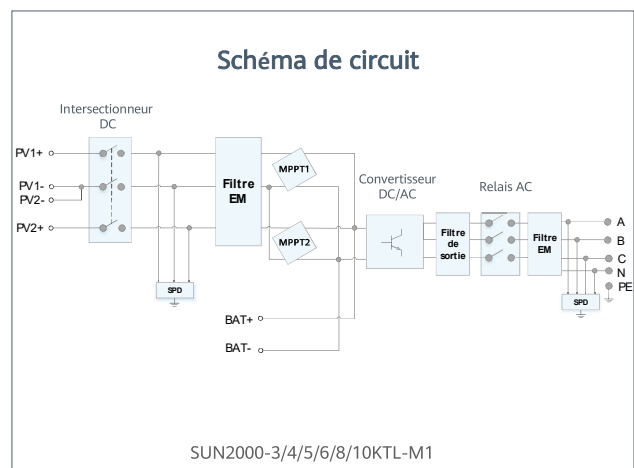 Schéma de circuit
Intersectionneur
DC
PV1+
PV1-
PV2-
PV2+
Filtre
EM
MPPT1
MPPT2
SPD
BAT+
BAT-
Convertisseur
DC/AC
Filtre
de
sortie
Relais AC
Filtre
EM
A
B
C
N
PE
SPD
SUN2000-3/4/5/6/8/10KTL-M1